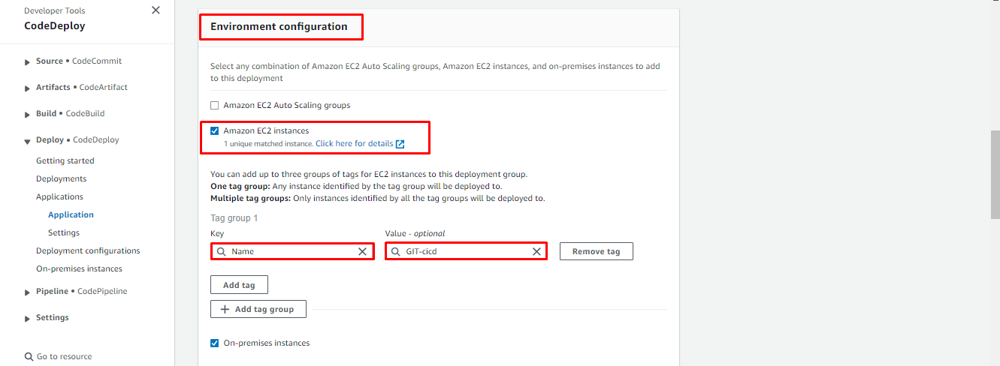 Developer Tools
CodeDeploy
Source • CodeCommit
Artifacts • CodeArtifact
Build • CodeBuild
Deploy • CodeDeploy
Getting started
Deployments
Applications
Application
Settings
Deployment configurations
On-premises instances
Pipeline • CodePipeline
Settings
Go to resource
Environment configuration
Select any combination of Amazon EC2 Auto Scaling groups, Amazon EC2 instances, and on-premises instances to add
to this deployment
Amazon EC2 Auto Scaling groups
Amazon EC2 instances
1 unique matched instance. Click here for details
You can add up to three groups of tags for EC2 instances to this deployment group.
One tag group: Any instance identified by the tag group will be deployed to.
Multiple tag groups: Only instances identified by all the tag groups will be deployed to.
Tag group 1
Key
Value - optional
Name
GIT-cicd
Remove tag
Add tag
Add tag group
On-premises instances